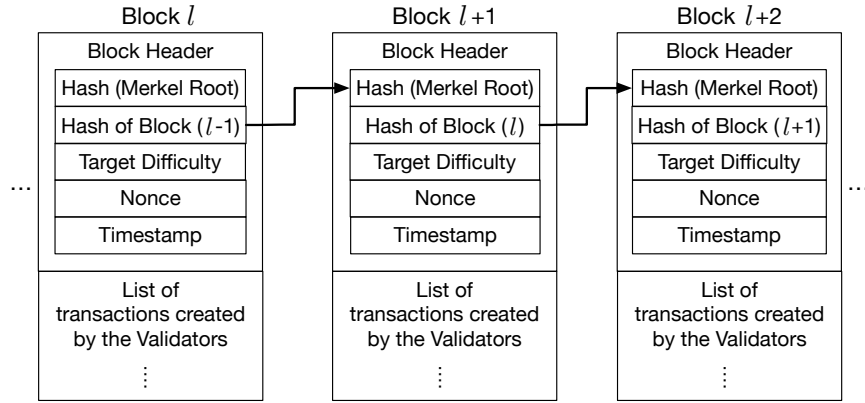 Block l
Block Header
Hash (Merkel Root)
Hash of Block (l-1)
Target Difficulty
Nonce
Timestamp
List of
transactions created
by the Validators
⋮
Block l+1
Block Header
Hash (Merkel Root)
Hash of Block (l)
Target Difficulty
Nonce
Timestamp
List of
transactions created
by the Validators
⋮
Block l+2
Block Header
Hash (Merkel Root)
Hash of Block (l+1)
Target Difficulty
Nonce
Timestamp
List of
transactions created
by the Validators
⋮
...
...